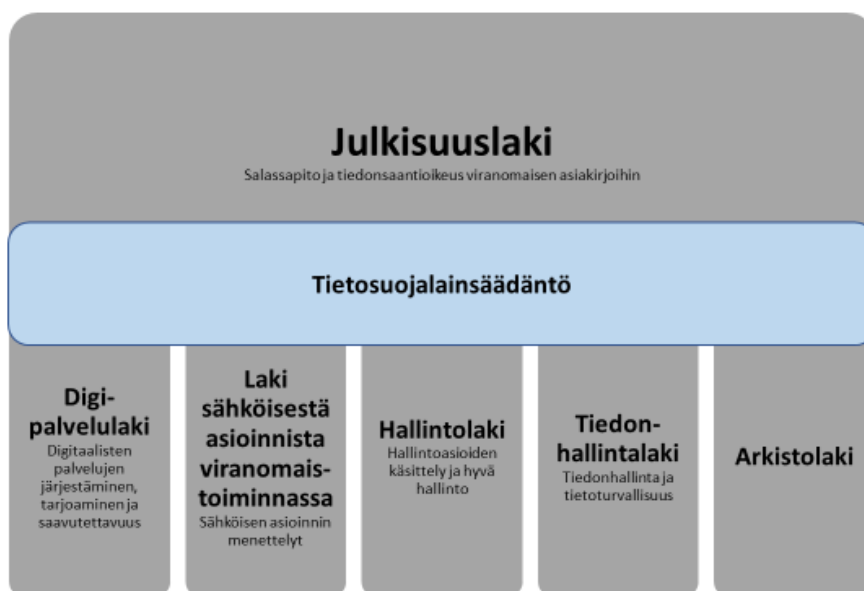 Julkisuuslaki
Salassapito ja tiedonsaantioikeus viranomaisen asiakirjoihin
Tietosuojalainsäädäntö
Digi-
palvelulaki
Digitaalisten
palvelujen
järjestäminen,
tarjoaminen ja
saavutettavuus
Laki
sähköisestä
asioinnista
viranomais-
toiminnassa
Sähköisen asioinnin
menettelyt
Hallintolaki
Hallintoasioiden
käsittely ja hyvä
hallinto
Tiedon-
hallintalaki
Tiedonhallinta ja
tietoturvallisuus
Arkistolaki